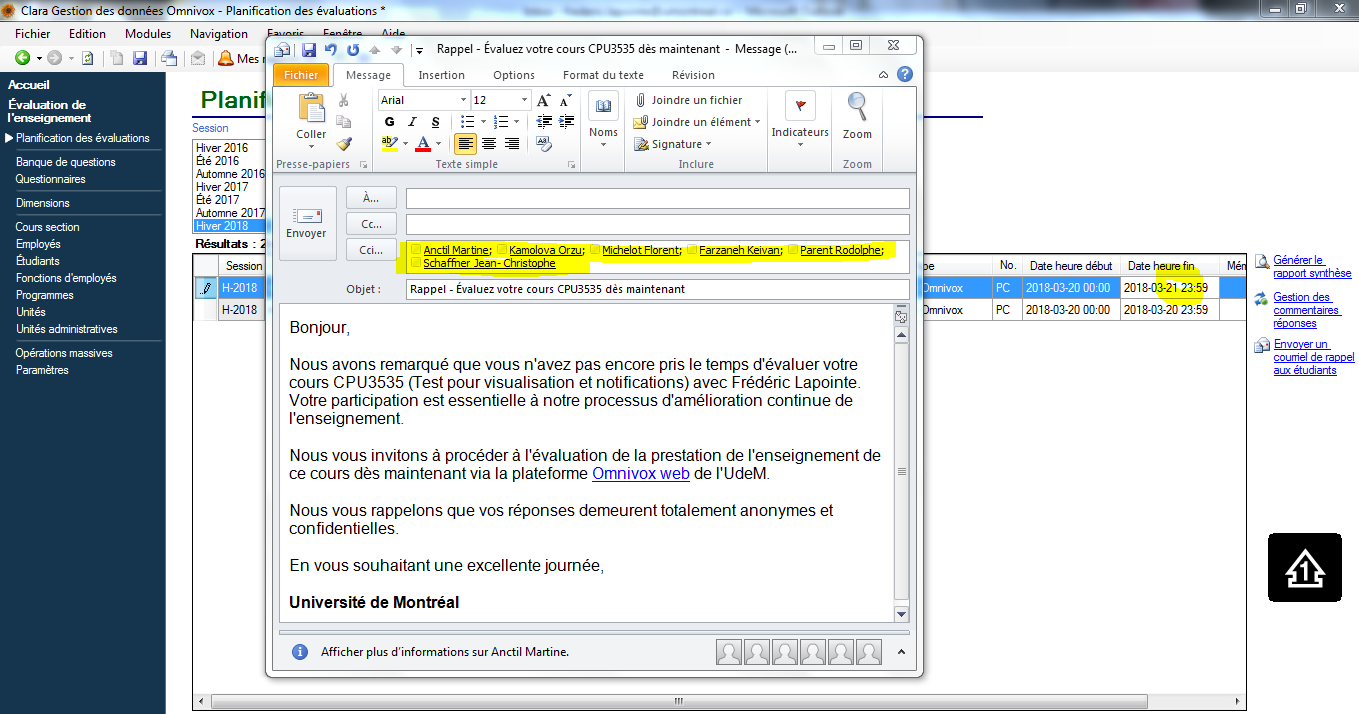 Clara Gestion des données Omnivox - Planification des évaluations *
Fichier Edition Modules Navigation Favoris Fenêtre Aide
Mes r
Accueil
Évaluation de
l'enseignement
Planification des évaluations
Banque de questions
Questionnaires
Dimensions
Cours section
Employés
Étudiants
Fonctions d'employés
Programmes
Unités
Unités administratives
Opérations massives
Paramètres
Planif
Session
Hiver 2016
Été 2016
Automne 2016
Hiver 2017
Été 2017
Automne 2017
Hiver 2018
Résultats : 2
Session
H-2018
H-2018
Rappel - Évaluez votre cours CPU3535 dès maintenant - Message (...
Fichier Message Insertion Options Format du texte Révision
Coller
Presse-papiers
Arial 12
G I S
Texte simple
Noms
Joindre un fichier
Joindre un élément
Signature
Inclure
Indicateurs
Zoom
Zoom
Envoyer
À...
Cc...
Cci... Anctil Martine; Kamolova Orzu; Michelot Florent; Farzaneh Keivan; Parent Rodolphe;
Schaffner Jean- Christophe
Objet : Rappel - Évaluez votre cours CPU3535 dès maintenant
Bonjour,
Nous avons remarqué que vous n'avez pas encore pris le temps d'évaluer votre
cours CPU3535 (Test pour visualisation et notifications) avec Frédéric Lapointe.
Votre participation est essentielle à notre processus d'amélioration continue de
l'enseignement.
Nous vous invitons à procéder à l'évaluation de la prestation de l'enseignement de
ce cours dès maintenant via la plateforme Omnivox web de l'UdeM.
Nous vous rappelons que vos réponses demeurent totalement anonymes et
confidentielles.
En vous souhaitant une excellente journée,
Université de Montréal
Afficher plus d'informations sur Anctil Martine.
pe No. Date heure début Date heure fin Mém
Omnivox PC 2018-03-20 00:00 2018-03-21 23:59
Omnivox PC 2018-03-20 00:00 2018-03-20 23:59
Générer le
rapport synthèse
Gestion des
commentaires
réponses
Envoyer un
courriel de rappel
aux étudiants
1